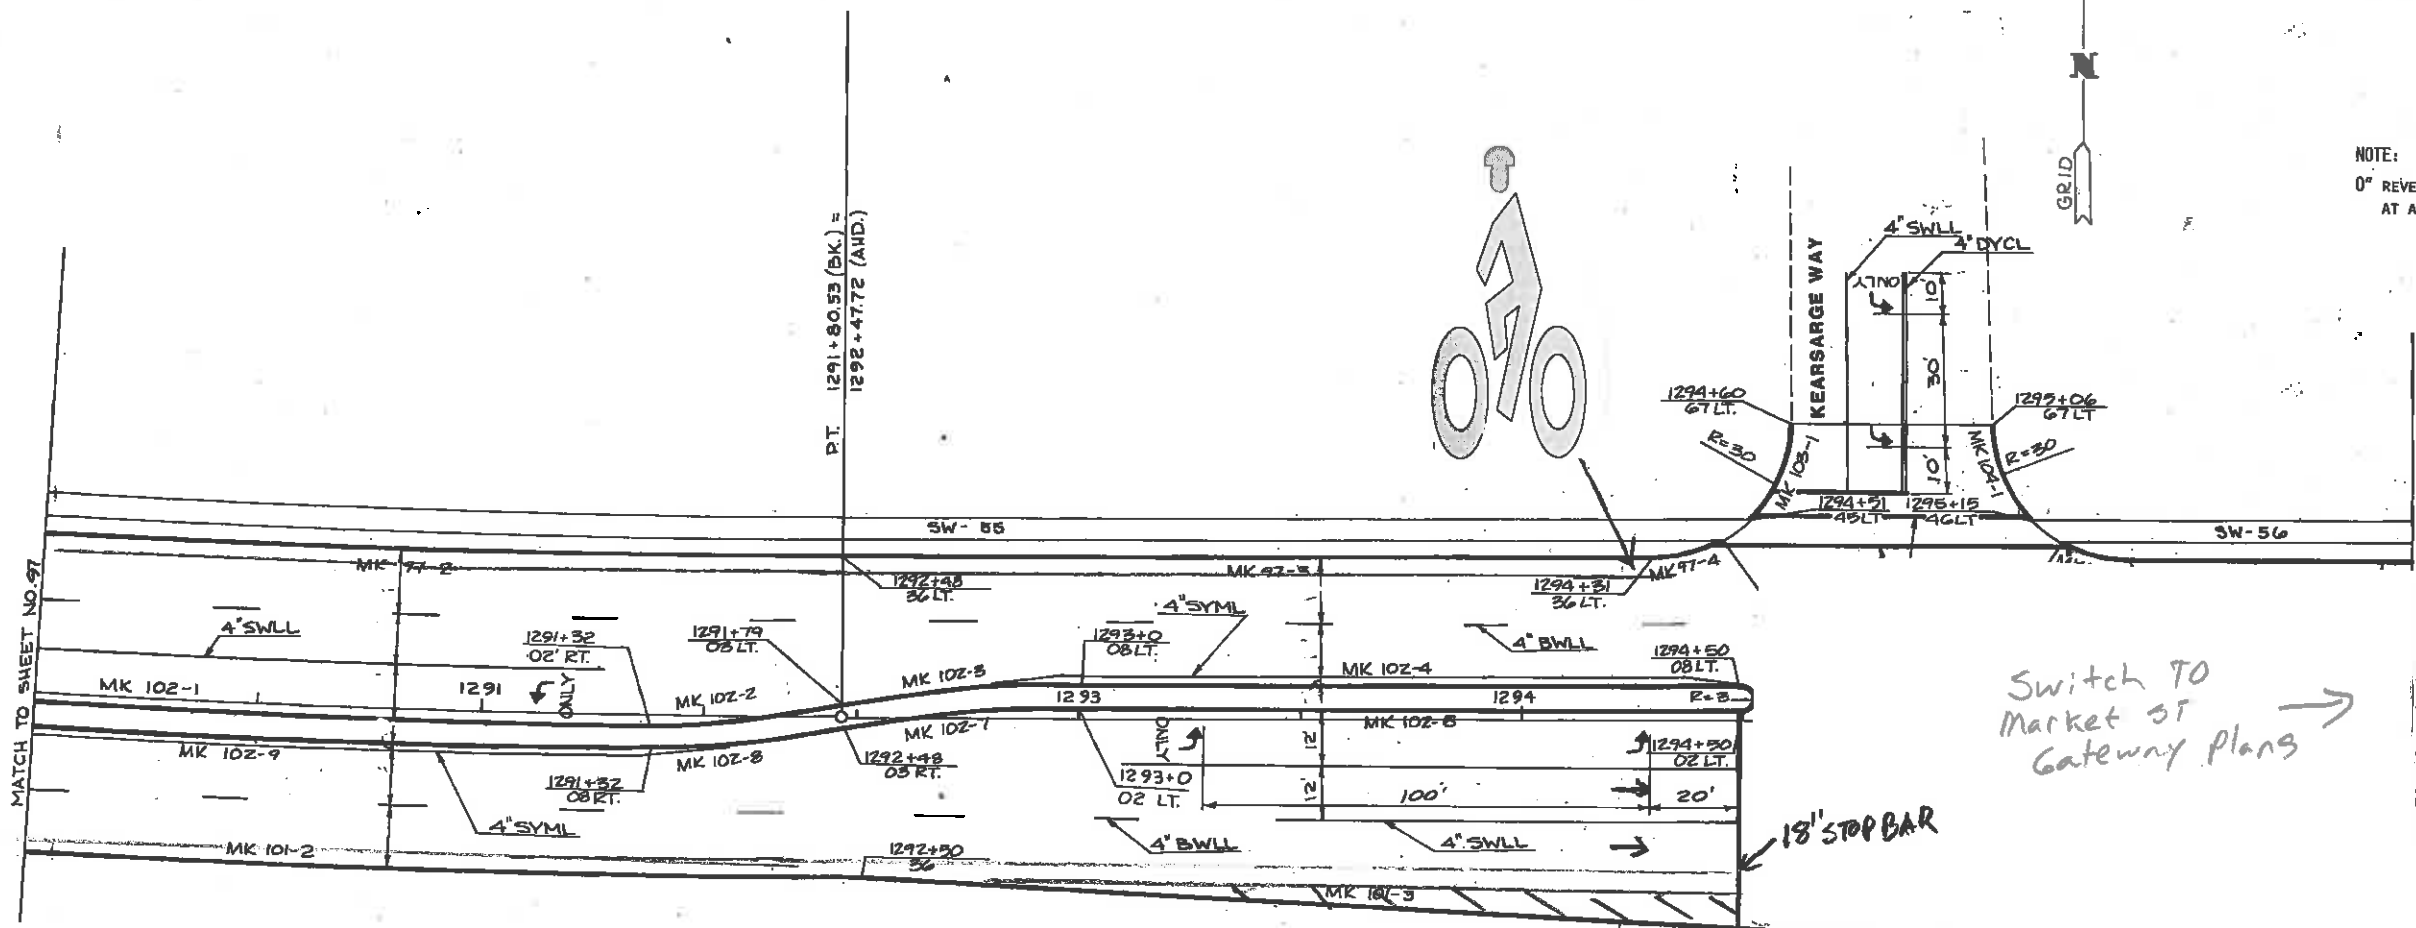 N
GRID
NOTE:
0" REVE
AT A
MATCH TO SHEET NO. 97
P.T. 1291+80.53 (BK.) =
1292+47.72 (AHD.)
KEARSARGE WAY
4" SWLL
4" DYCL
ONLY
10'
30'
10'
1294+60
67 LT.
1295+06
67 LT
R=30
MK 103-1
MK 104-1
R=30
1294+51
45 LT
1295+15
46 LT
SW-55
SW-56
MK 97-2
MK 97-3
MK 97-4
1292+48
36 LT.
1294+31
36 LT.
4" SWLL
1291+32
02' RT.
1291+79
03 LT.
1293+0
08 LT.
4" SYML
4" BWLL
1294+50
08 LT.
MK 102-1
1291
ONLY
MK 102-2
MK 102-3
MK 102-4
1293
1294
R=3
MK 102-9
MK 102-8
MK 102-7
MK 102-6
1291+32
08 RT.
1292+48
03 RT.
1293+0
02 LT.
ONLY
12
12
1294+50
02 LT.
100'
20'
4" SYML
4" BWLL
4" SWLL
MK 101-2
1292+50
36
MK 101-3
18" STOP BAR
Switch TO
Market ST
Gateway Plans